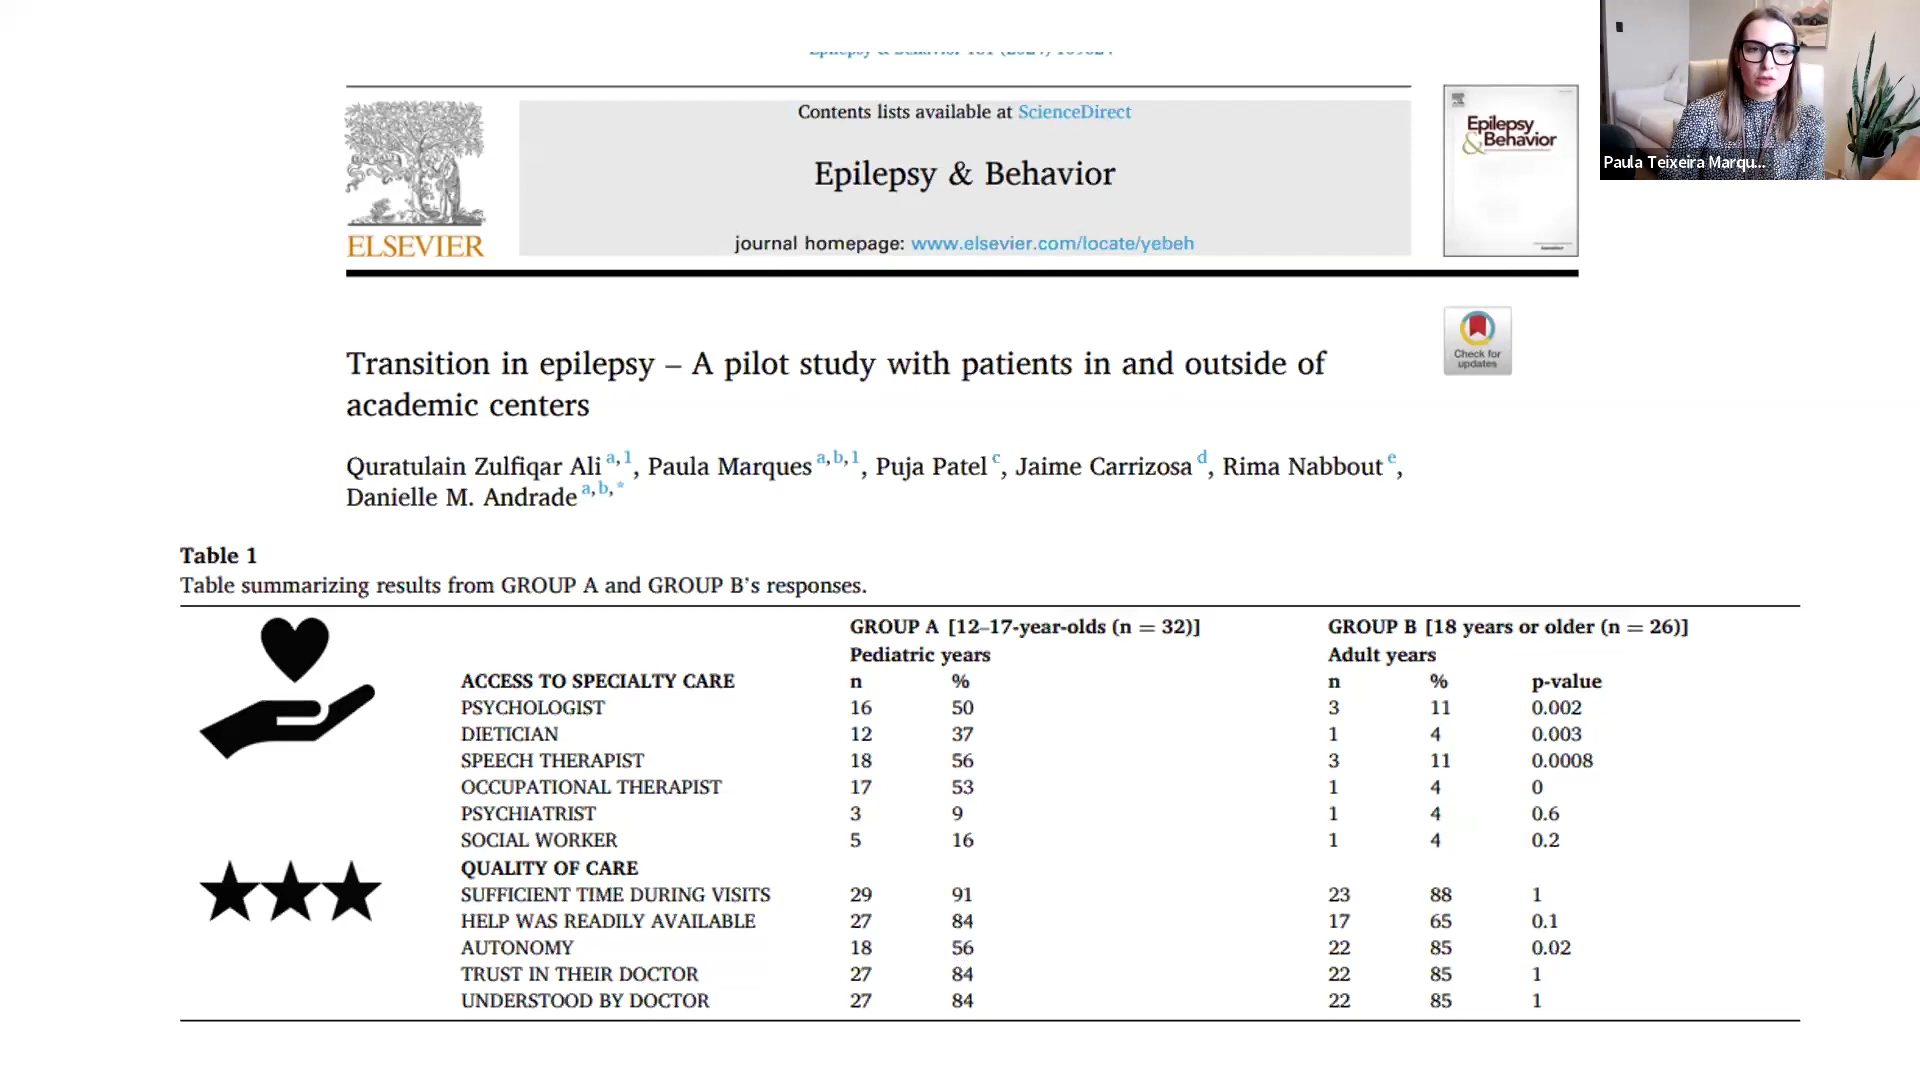 Epilepsy & Behavior 161 (2024) 109824
Contents lists available at ScienceDirect
Epilepsy & Behavior
journal homepage: www.elsevier.com/locate/yebeh
ELSEVIER
Epilepsy
& Behavior
Paula Teixeira Marqu...
Check for
updates
Transition in epilepsy – A pilot study with patients in and outside of
academic centers
Quratulain Zulfiqar Ali a,1, Paula Marques a,b,1, Puja Patel c, Jaime Carrizosa d, Rima Nabbout e,
Danielle M. Andrade a,b,*
Table 1
Table summarizing results from GROUP A and GROUP B's responses.
GROUP A [12–17-year-olds (n = 32)] GROUP B [18 years or older (n = 26)]
Pediatric years Adult years
ACCESS TO SPECIALTY CARE n % n % p-value
PSYCHOLOGIST 16 50 3 11 0.002
DIETICIAN 12 37 1 4 0.003
SPEECH THERAPIST 18 56 3 11 0.0008
OCCUPATIONAL THERAPIST 17 53 1 4 0
PSYCHIATRIST 3 9 1 4 0.6
SOCIAL WORKER 5 16 1 4 0.2
QUALITY OF CARE
SUFFICIENT TIME DURING VISITS 29 91 23 88 1
HELP WAS READILY AVAILABLE 27 84 17 65 0.1
AUTONOMY 18 56 22 85 0.02
TRUST IN THEIR DOCTOR 27 84 22 85 1
UNDERSTOOD BY DOCTOR 27 84 22 85 1